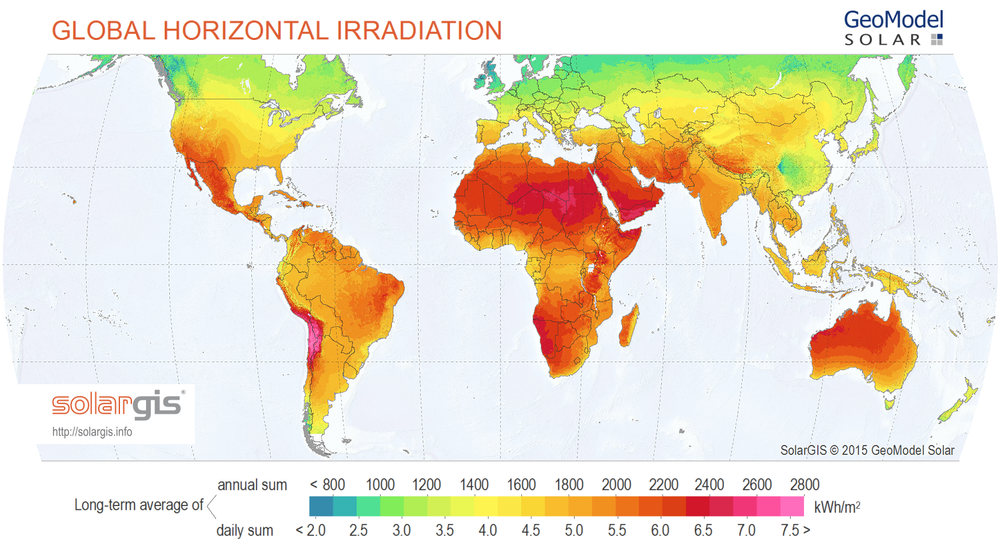 GLOBAL HORIZONTAL IRRADIATION
GeoModel
SOLAR
solargis®
http://solargis.info
SolarGIS © 2015 GeoModel Solar
annual sum < 800 1000 1200 1400 1600 1800 2000 2200 2400 2600 2800
Long-term average of kWh/m²
daily sum < 2.0 2.5 3.0 3.5 4.0 4.5 5.0 5.5 6.0 6.5 7.0 7.5 >